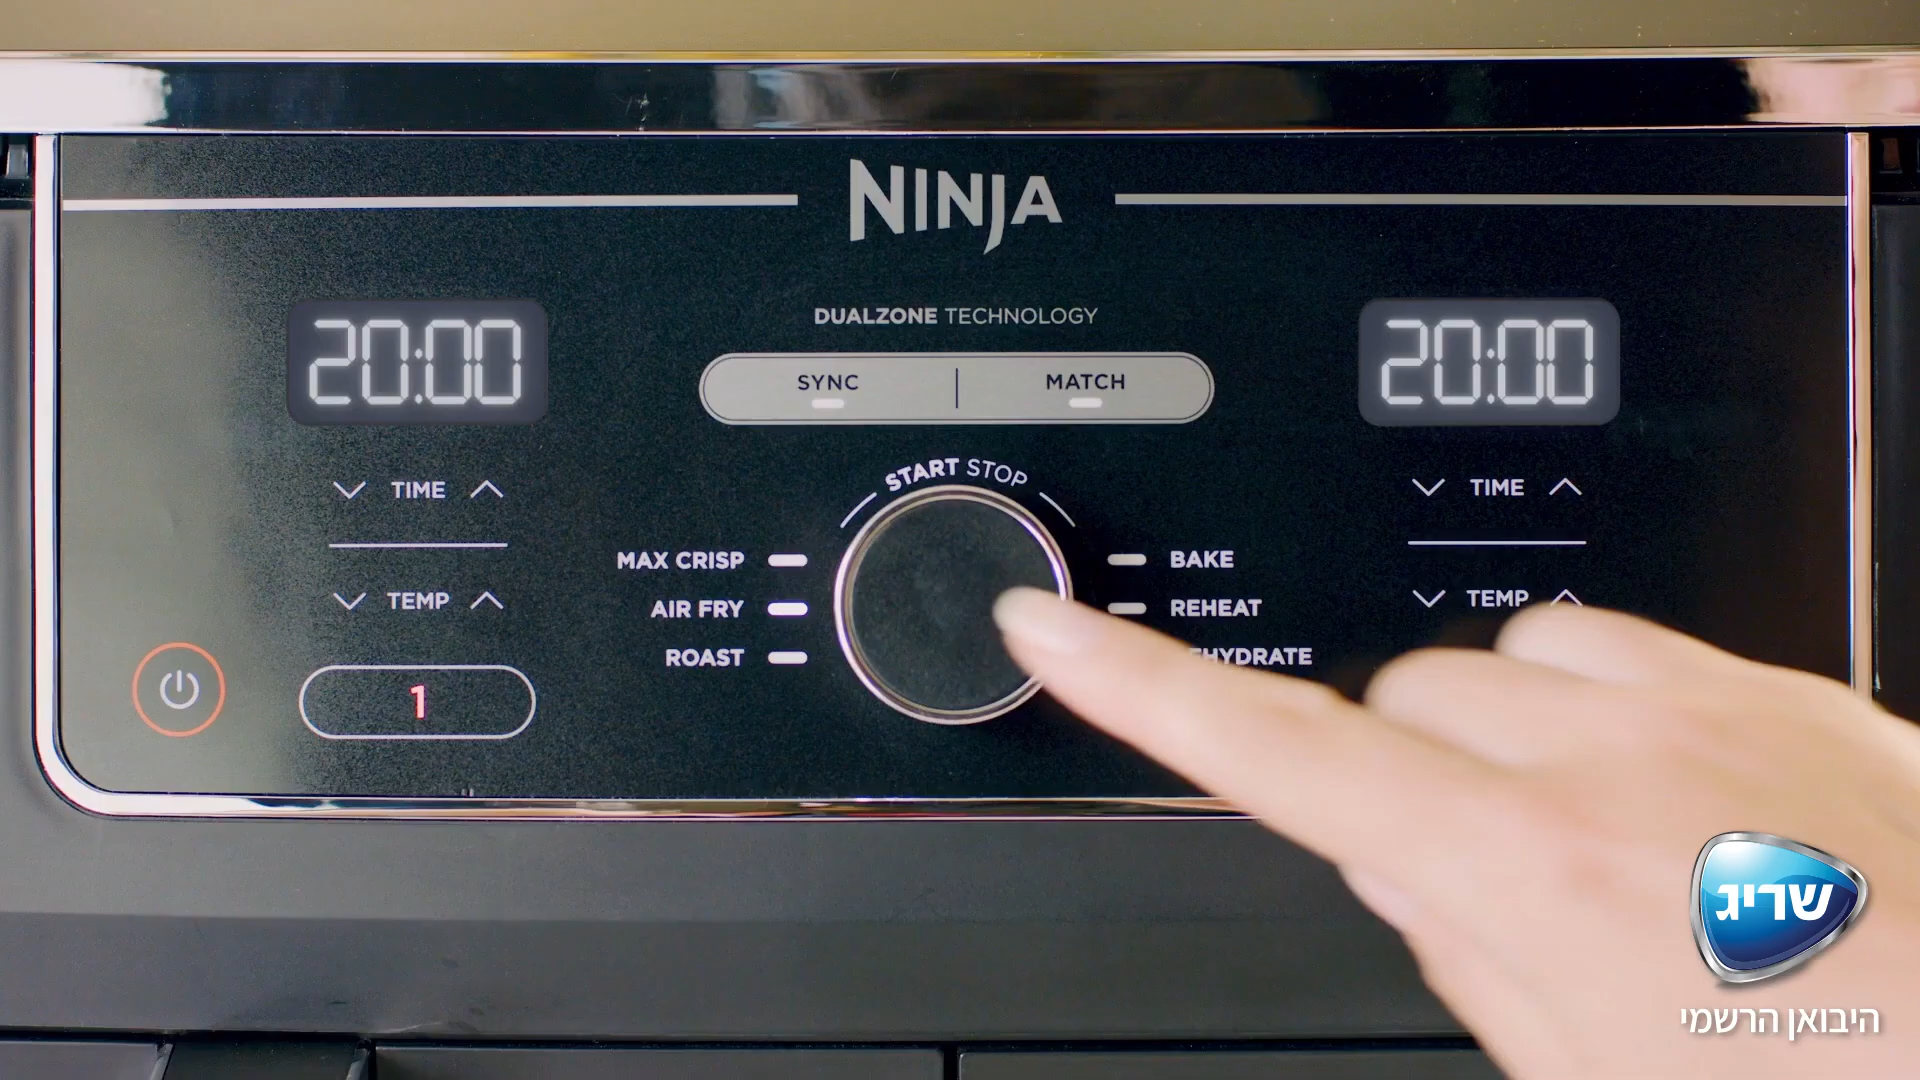 NINJA
DUALZONE TECHNOLOGY
20:00
SYNC
MATCH
20:00
START STOP
TIME
TIME
MAX CRISP
BAKE
TEMP
AIR FRY
REHEAT
TEMP
ROAST
1
שריג
היבואן הרשמי